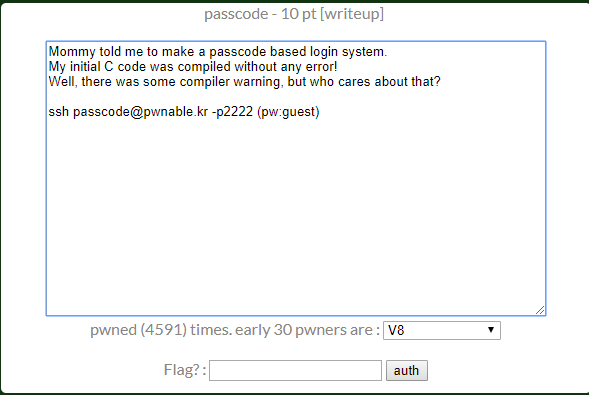 passcode - 10 pt [writeup]
Mommy told me to make a passcode based login system.
My initial C code was compiled without any error!
Well, there was some compiler warning, but who cares about that?
ssh passcode@pwnable.kr -p2222 (pw:guest)
pwned (4591) times. early 30 pwners are : V8
Flag? : auth